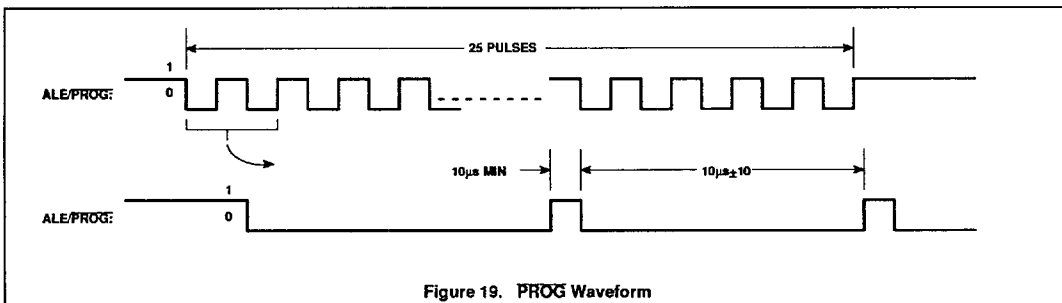 25 PULSES
1
ALE/PROG:
0
10µs MIN
10µs±10
1
ALE/PROG:
0
Figure 19. PROG Waveform